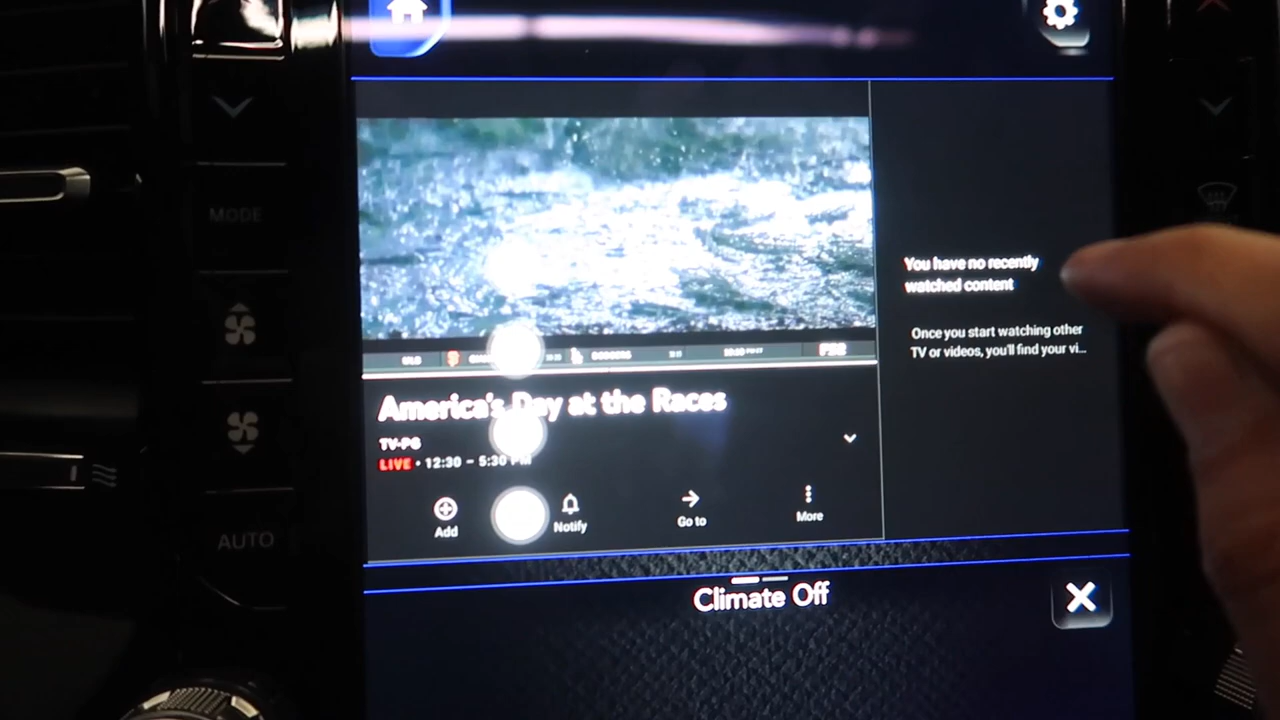 MODE
AUTO
You have no recently
watched content
Once you start watching other
TV or videos, you'll find your vi...
DODGERS
America's Day at the Races
TV-PG
LIVE • 12:30 – 5:30 PM
Add
Notify
Go to
More
Climate Off